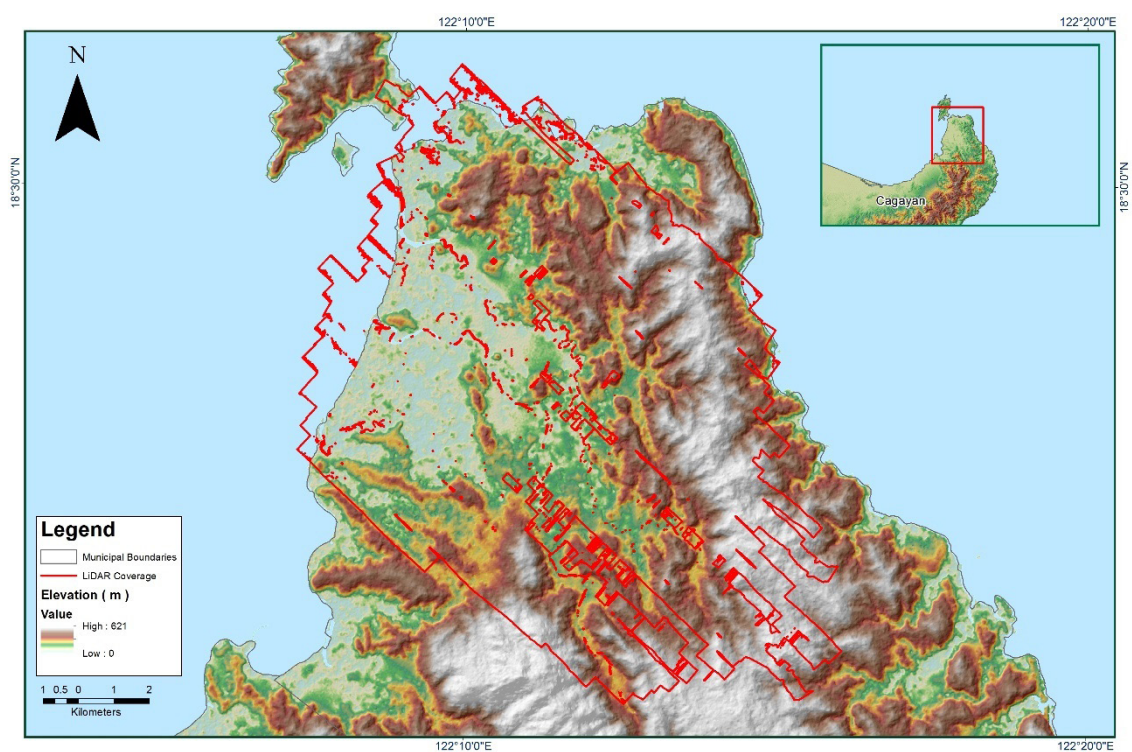 122°10'0"E
122°20'0"E
N
18°30'0"N
18°30'0"N
Cagayan
Legend
Municipal Boundaries
LiDAR Coverage
Elevation ( m )
Value
High : 621
Low : 0
1 0.5 0 1 2
Kilometers
122°10'0"E
122°20'0"E